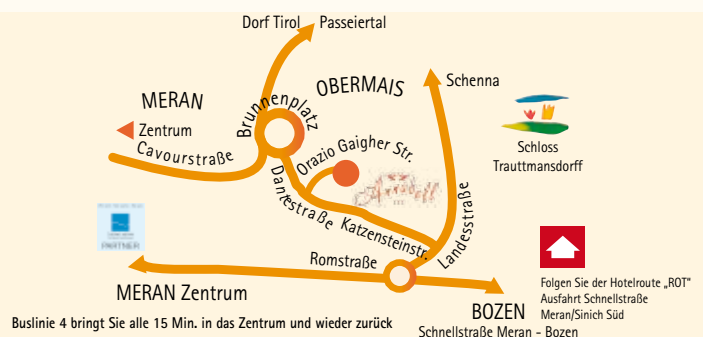 Dorf Tirol Passeiertal
MERAN
OBERMAIS
Schenna
Zentrum
Brunnenplatz
Cavourstraße
Orazio Gaigher Str.
Schloss
Trauttmansdorff
Dantestraße
Katzensteinstr.
Landesstraße
PARTNER
Romstraße
MERAN Zentrum
BOZEN
Schnellstraße Meran - Bozen
Folgen Sie der Hotelroute „ROT"
Ausfahrt Schnellstraße
Meran/Sinich Süd
Buslinie 4 bringt Sie alle 15 Min. in das Zentrum und wieder zurück